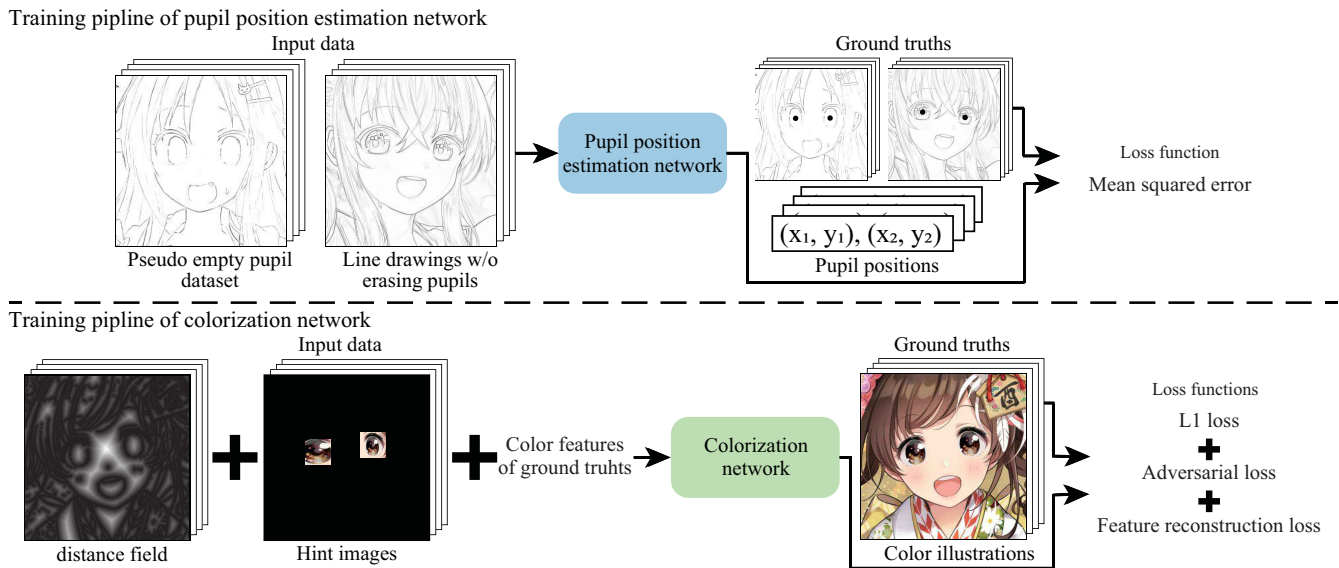 Training pipline of pupil position estimation network
Input data
Ground truths
Pupil position
estimation network
Loss function
Mean squared error
(x₁, y₁), (x₂, y₂)
Pseudo empty pupil
dataset
Line drawings w/o
erasing pupils
Pupil positions
Training pipline of colorization network
Input data
Ground truths
酉
Loss functions
L1 loss
Color features
of ground truhts
Colorization
network
Adversarial loss
Feature reconstruction loss
distance field
Hint images
Color illustrations